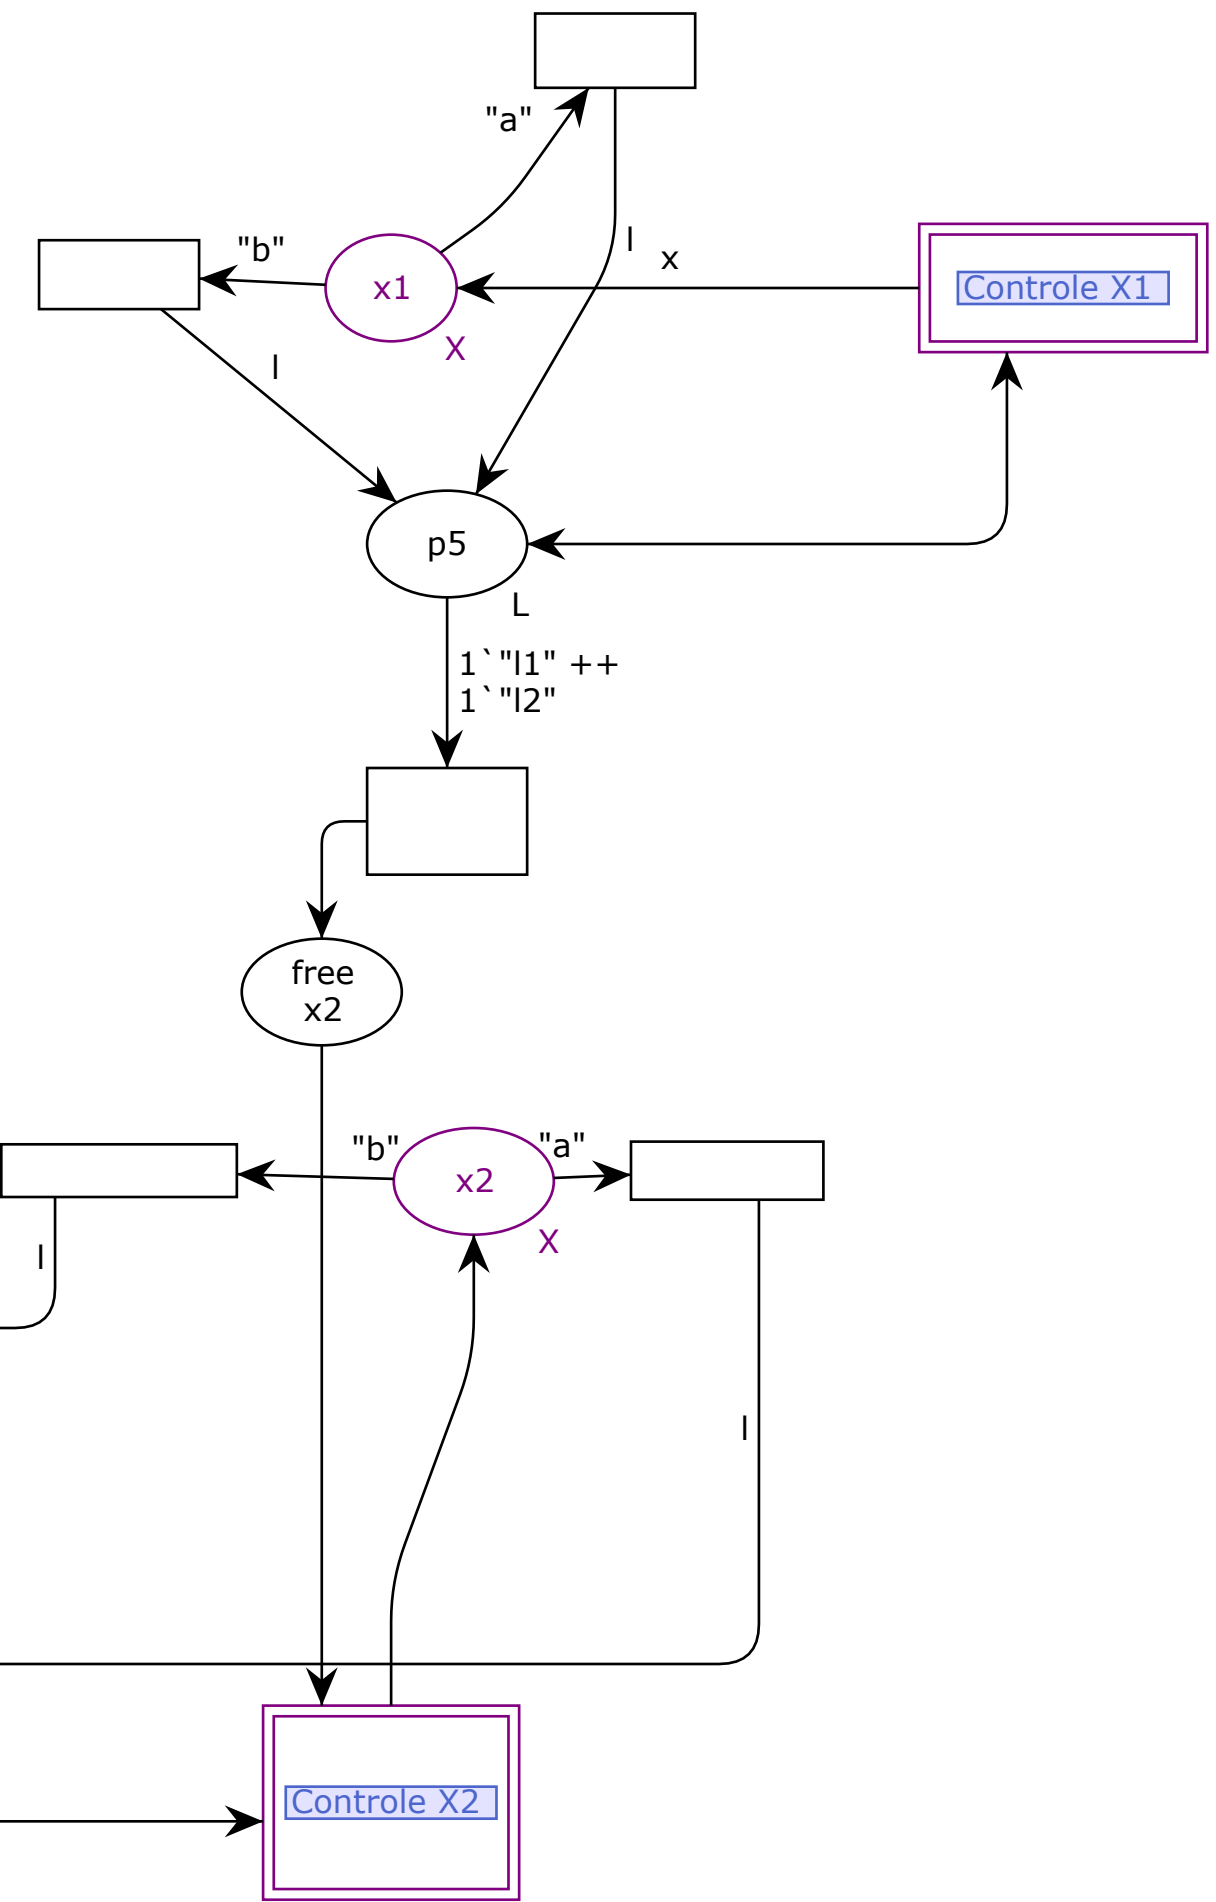 "a"
"b"
l
x
x1
Controle X1
X
l
p5
L
1`"l1" ++
1`"l2"
free
x2
"b"
"a"
x2
X
l
l
Controle X2